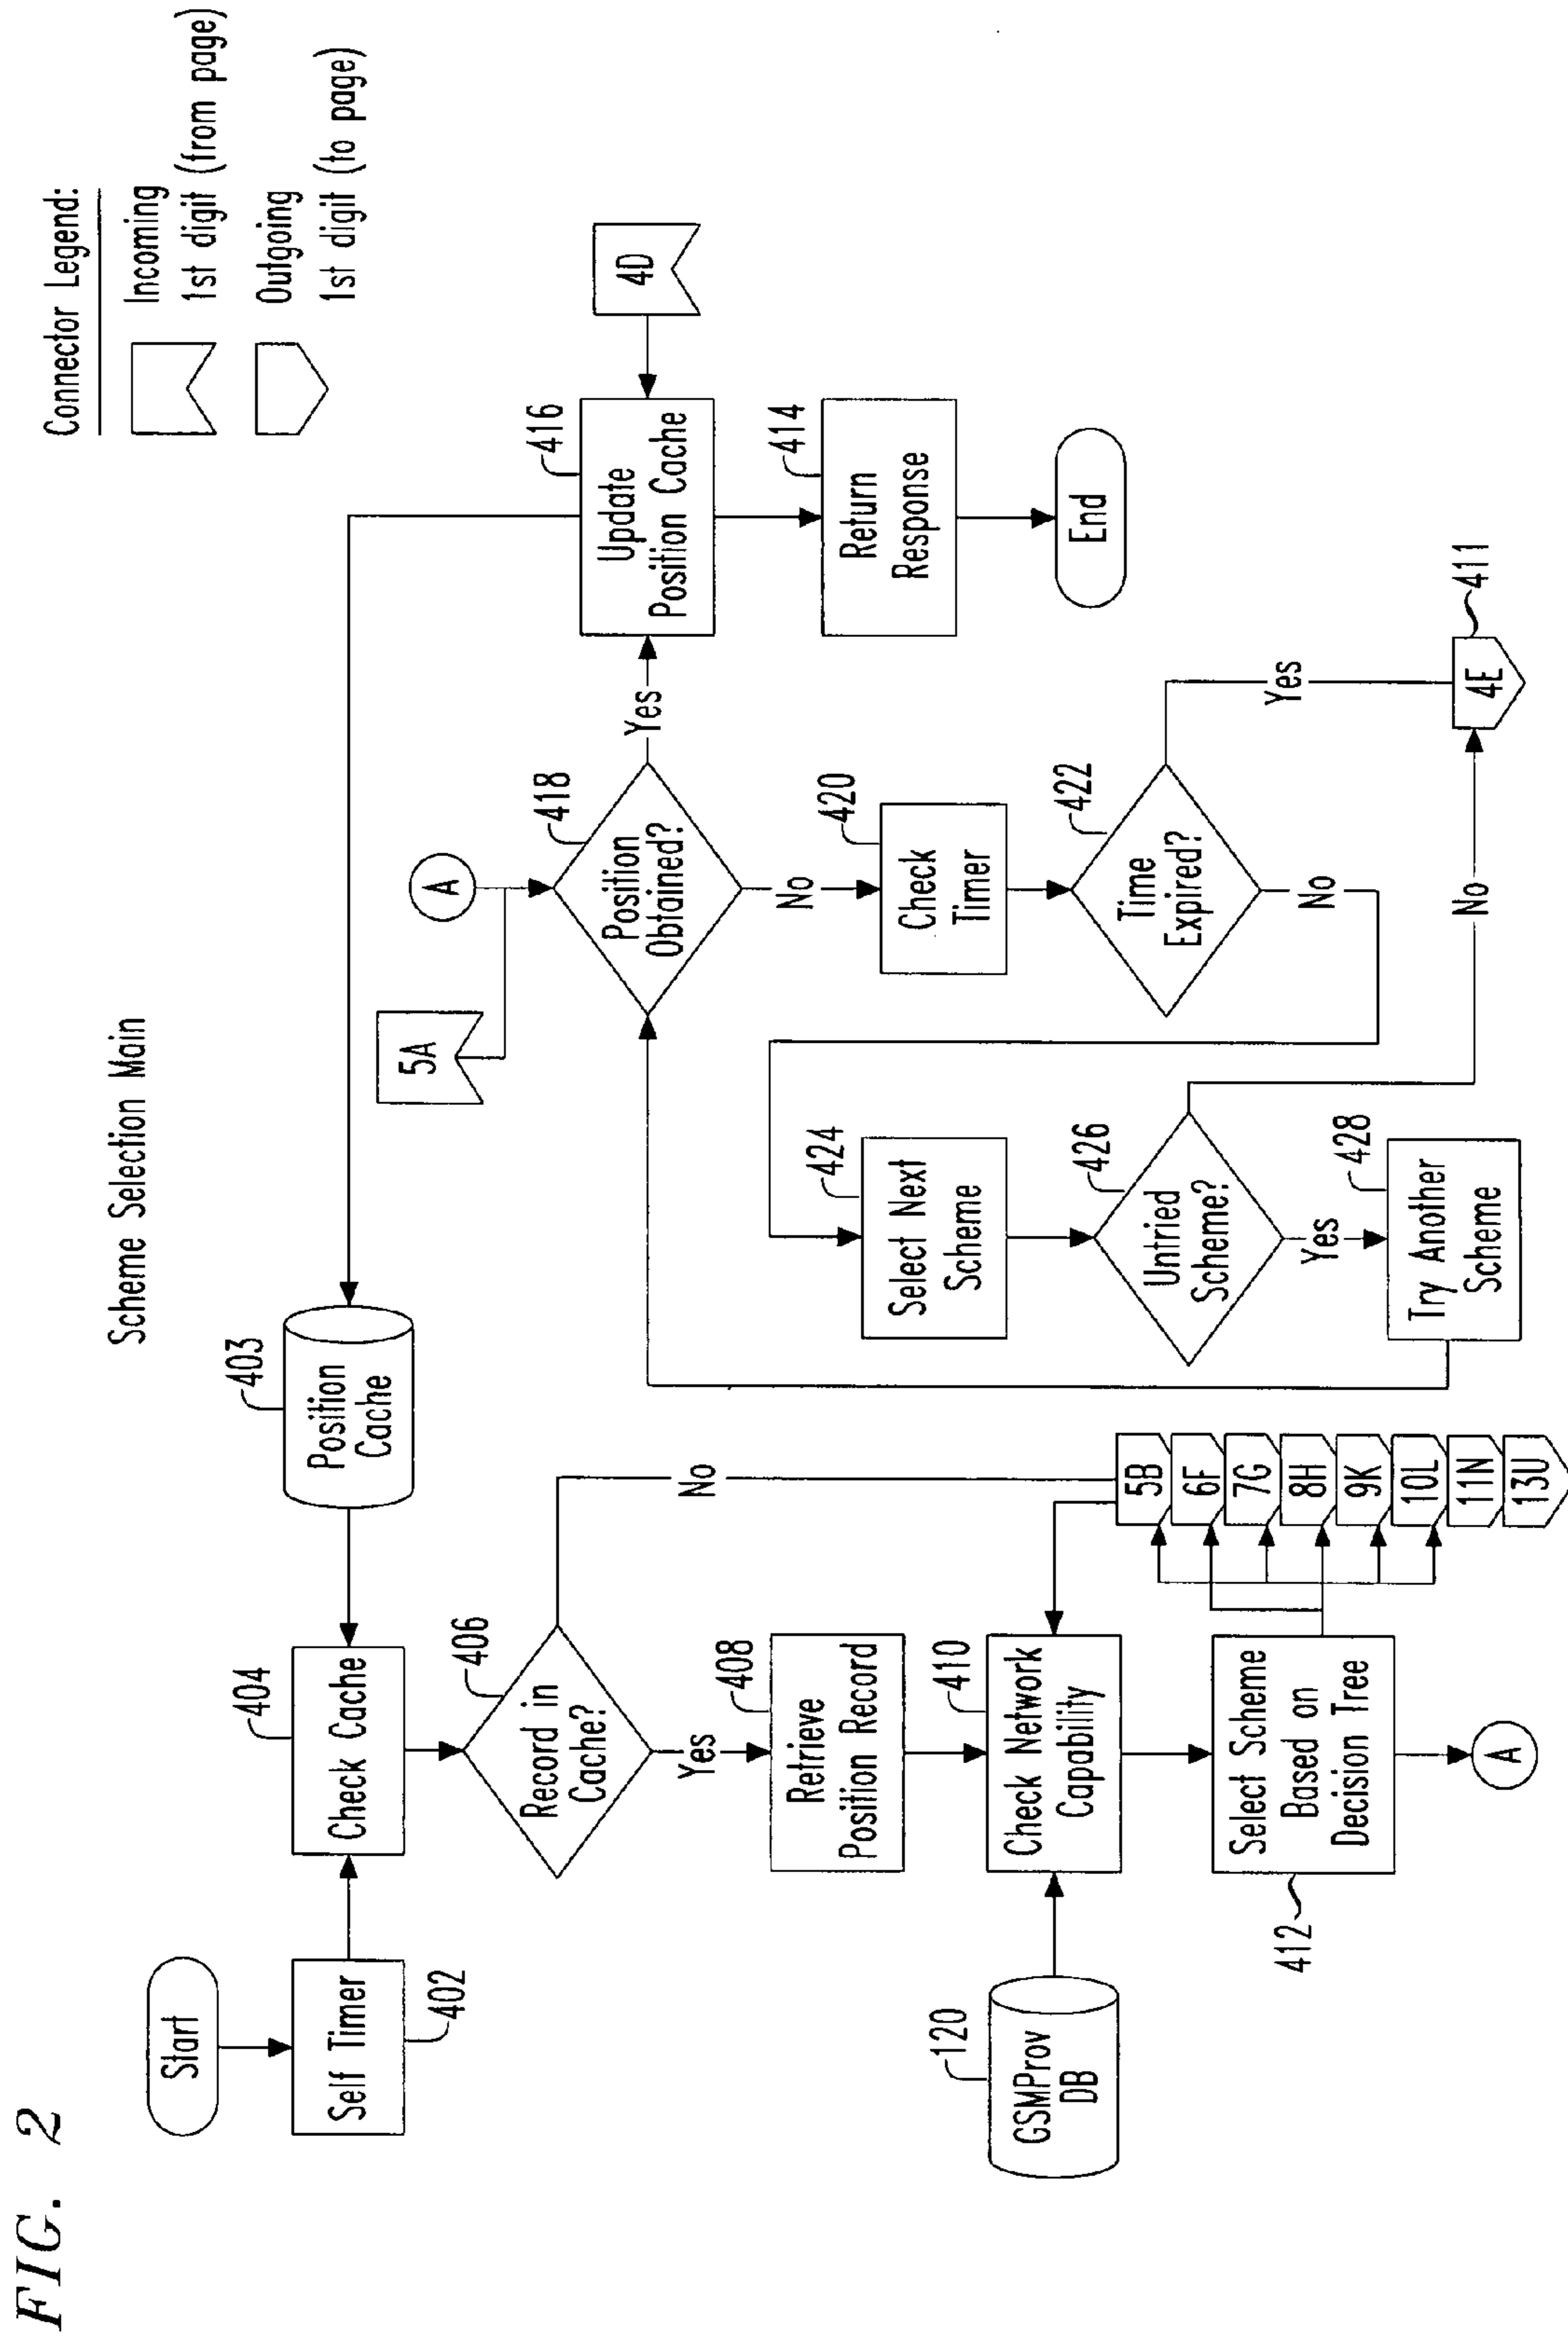 FIG. 2
Scheme Selection Main
Connector Legend:
Incoming
1st digit (from page)
Outgoing
1st digit (to page)
Start
Self Timer
402
Check Cache
404
Position
Cache
403
Record in
Cache?
406
No
Yes
Retrieve
Position Record
408
GSMProv
DB
120
Check Network
Capability
410
Select Scheme
Based on
Decision Tree
412
A
5B
6F
7G
8H
9K
10L
11N
13U
5A
A
Position
Obtained?
418
Yes
No
Update
Position Cache
416
4D
Return
Response
414
End
Check
Timer
420
Time
Expired?
422
Yes
No
Select Next
Scheme
424
Untried
Scheme?
426
No
Yes
Try Another
Scheme
428
4E
411